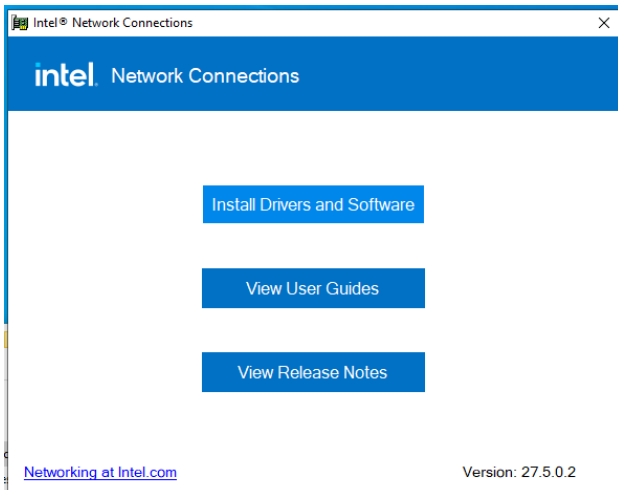 Intel® Network Connections
intel. Network Connections
Install Drivers and Software
View User Guides
View Release Notes
Networking at Intel.com Version: 27.5.0.2